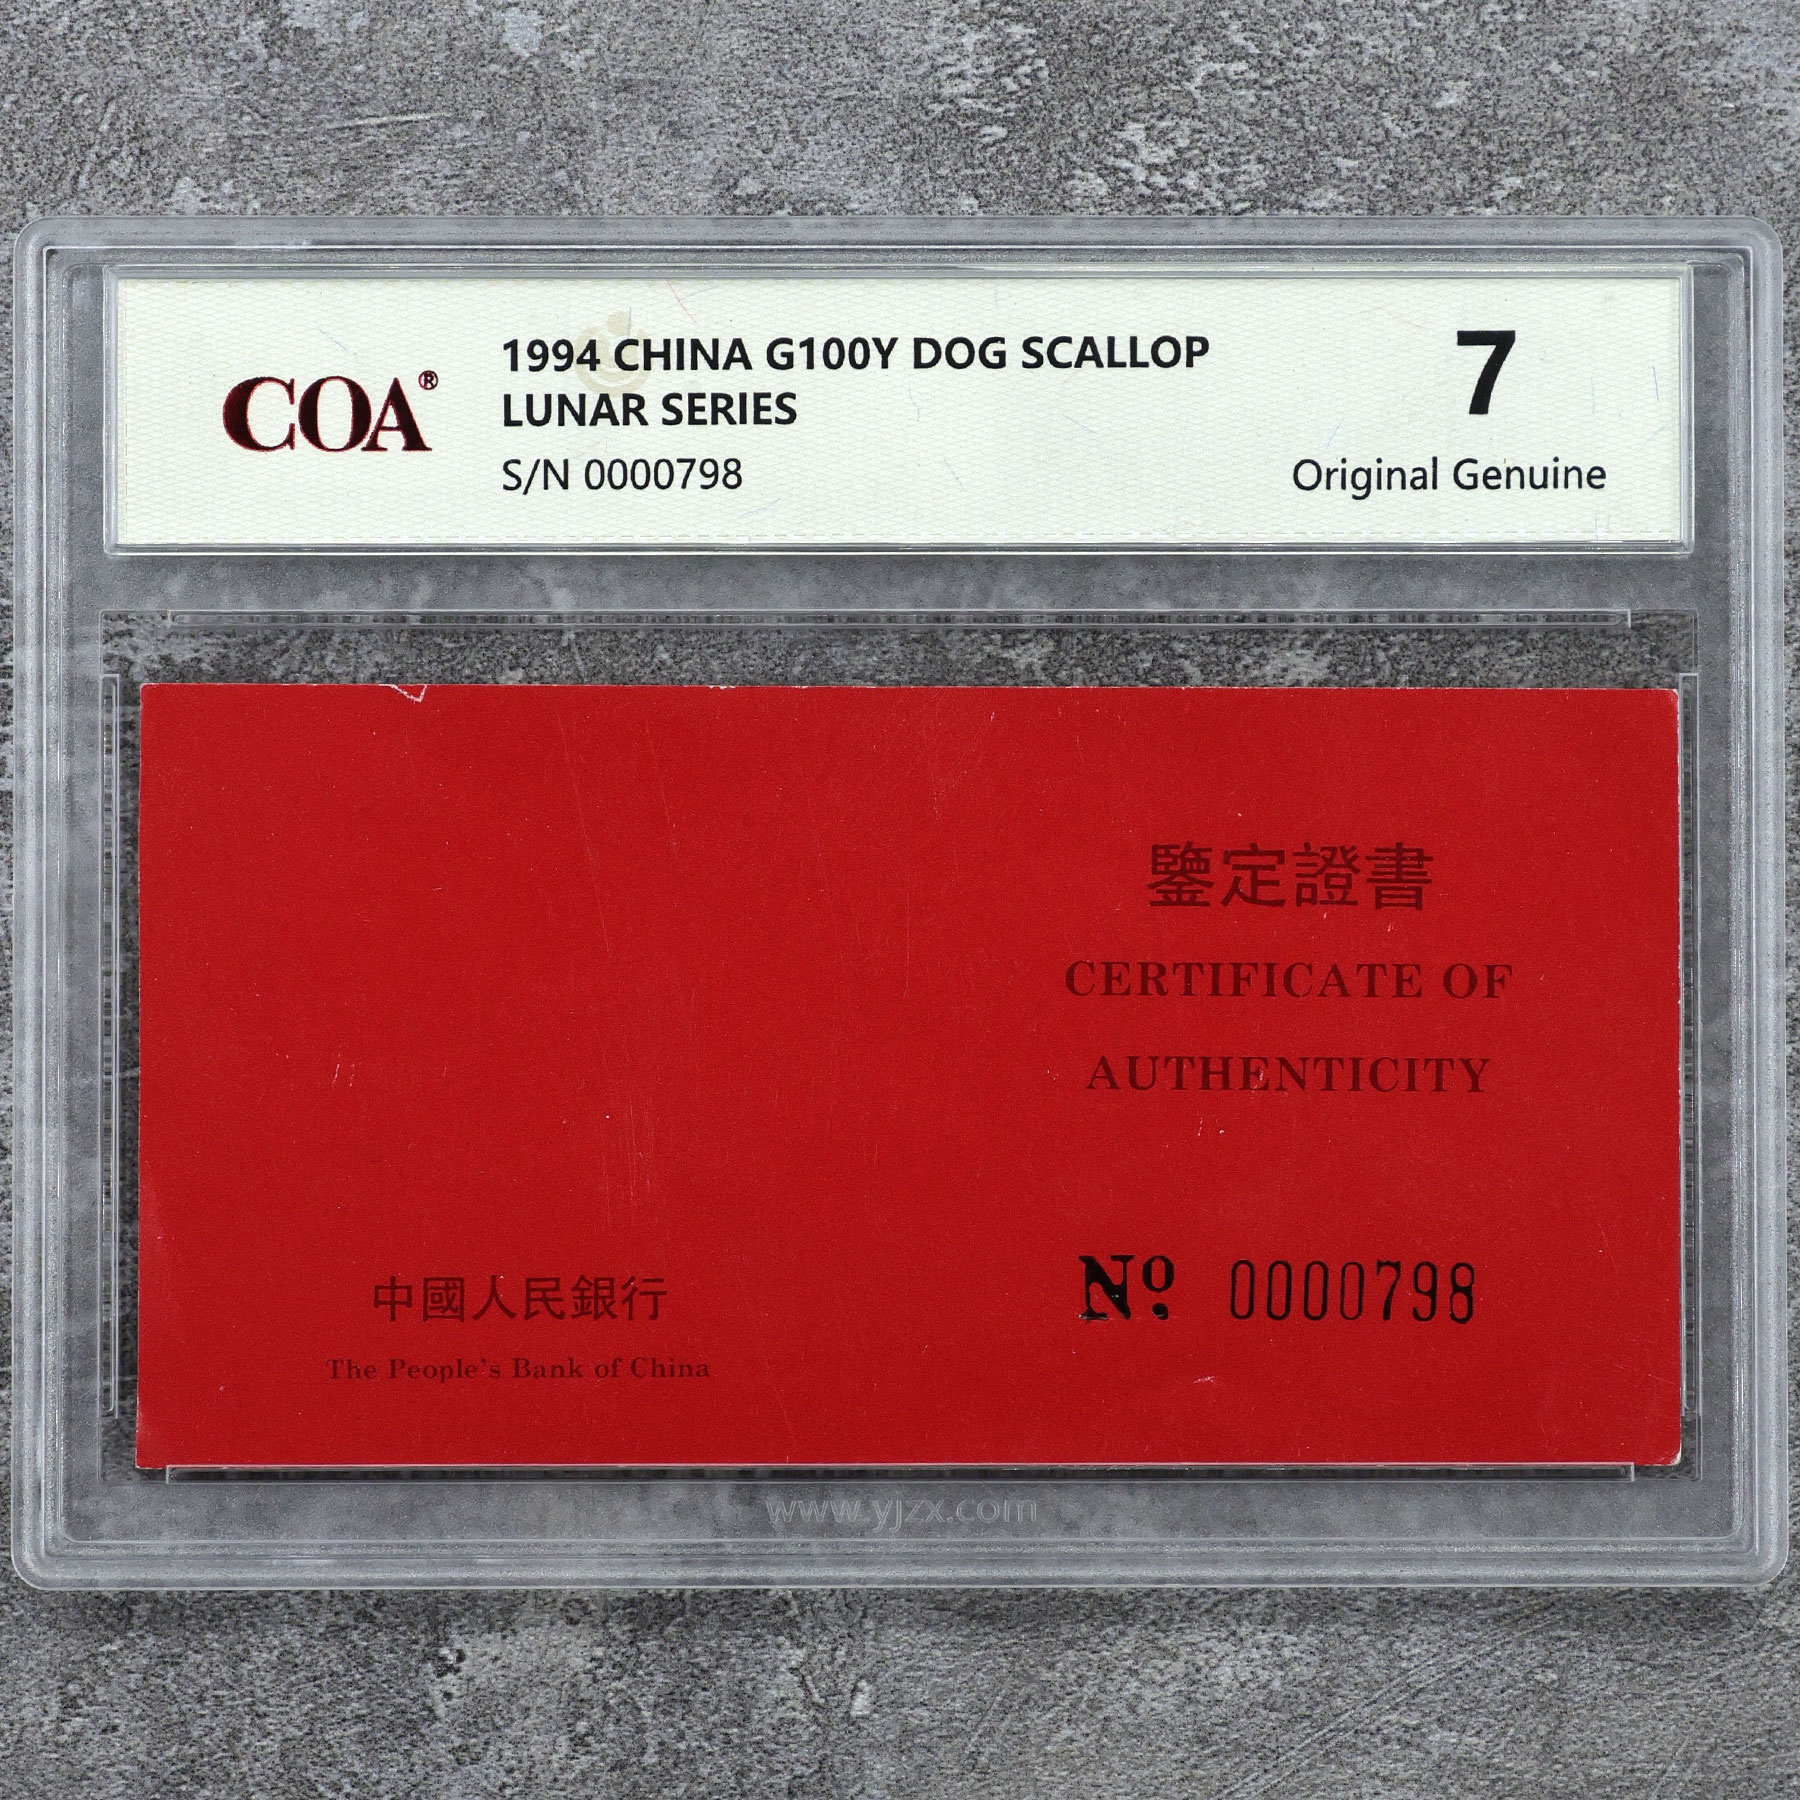 COA®
1994 CHINA G100Y DOG SCALLOP
LUNAR SERIES
S/N 0000798
7
Original Genuine
鑒定證書
CERTIFICATE OF
AUTHENTICITY
№ 0000798
中國人民銀行
The People's Bank of China
www.yjzx.com